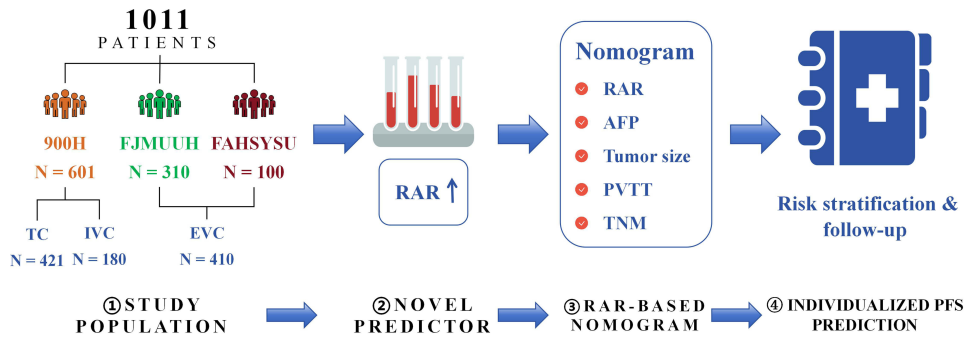 1011
PATIENTS
900H
N = 601
FJMUUH
N = 310
FAHSYSU
N = 100
TC
N = 421
IVC
N = 180
EVC
N = 410
RAR ↑
Nomogram
RAR
AFP
Tumor size
PVTT
TNM
Risk stratification &
follow-up
①STUDY
POPULATION
②NOVEL
PREDICTOR
③RAR-BASED
NOMOGRAM
④ INDIVIDUALIZED PFS
PREDICTION